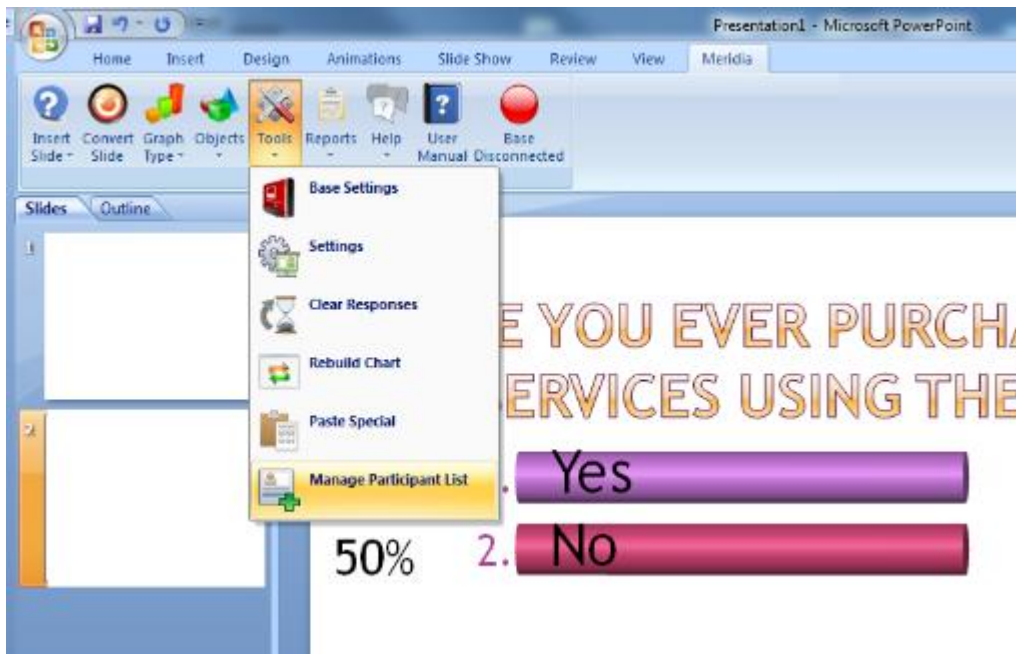 Presentation1 - Microsoft PowerPoint
Home Insert Design Animations Slide Show Review View Meridia
Insert Slide Convert Slide Graph Type Objects Tools Reports Help User Manual Base Disconnected
Base Settings
Slides Outline
Settings
1
Clear Responses
E YOU EVER PURCHA
Rebuild Chart
ERVICES USING THE
Paste Special
2
Manage Participant List
. Yes
50% 2. No